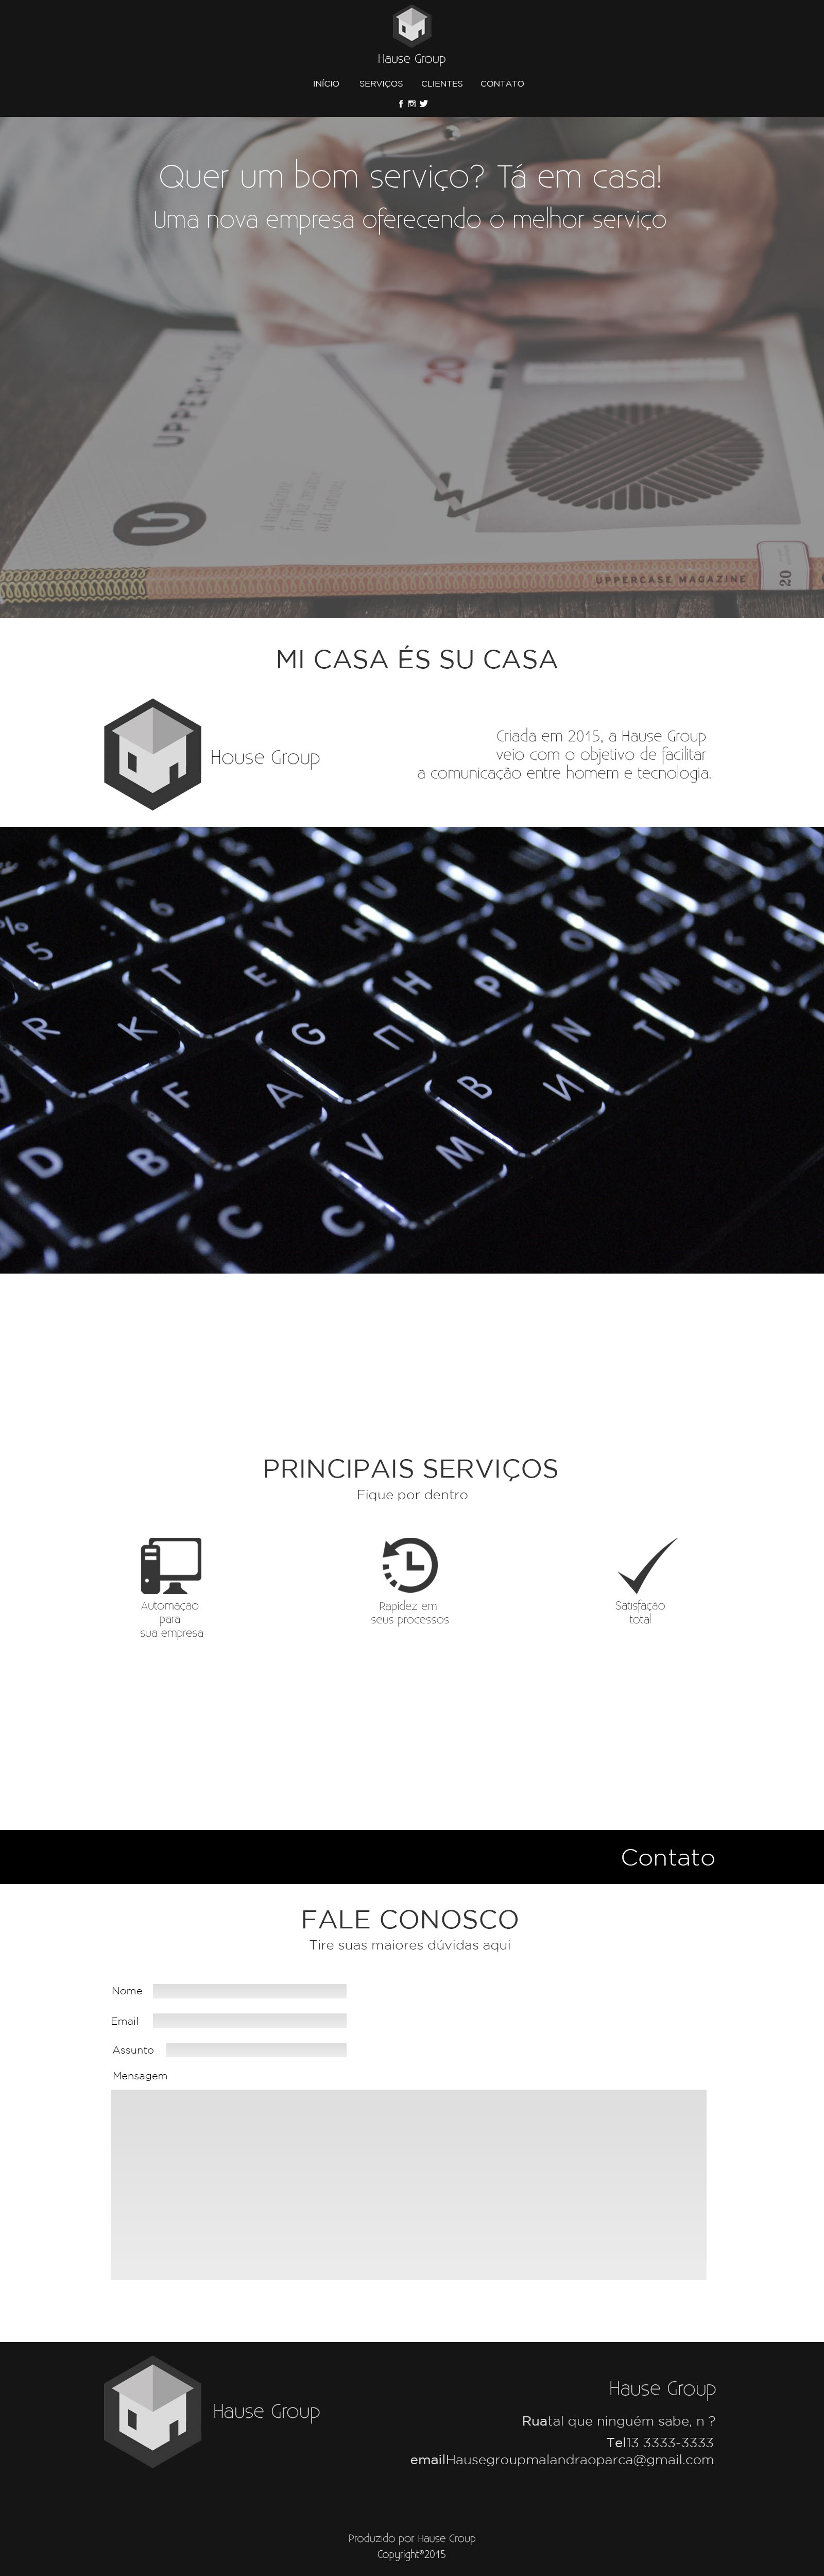 Hause Group
INÍCIO SERVIÇOS CLIENTES CONTATO
Quer um bom serviço? Tá em casa!
Uma nova empresa oferecendo o melhor serviço
UPPERCASE
20
UPPERCASE MAGAZINE
20
MI CASA ÉS SU CASA
House Group
Criada em 2015, a Hause Group
veio com o objetivo de facilitar
a comunicação entre homem e tecnologia.
PRINCIPAIS SERVIÇOS
Fique por dentro
Automação
para
sua empresa
Rapidez em
seus processos
Satisfação
total
Contato
FALE CONOSCO
Tire suas maiores dúvidas aqui
Nome
Email
Assunto
Mensagem
Hause Group
Hause Group
Ruatal que ninguém sabe, n ?
Tel13 3333-3333
emailHausegroupmalandraoparca@gmail.com
Produzido por Hause Group
Copyright®2015